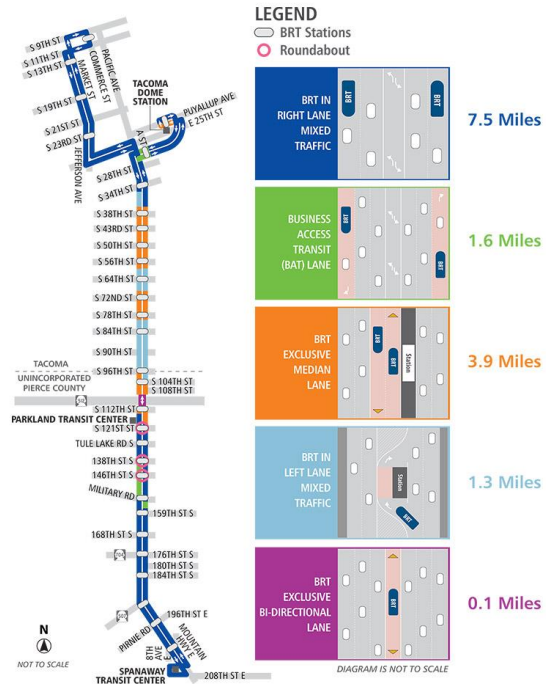 LEGEND
BRT Stations
Roundabout
S 9TH ST
S 11TH ST
S 13TH ST
PACIFIC AVE
COMMERCE ST
MARKET ST
S 19TH ST
S 21ST ST
S 23RD ST
JEFFERSON AVE
TACOMA
DOME
STATION
PUYALLUP AVE
E 25TH ST
A ST
S 28TH ST
S 34TH ST
S 38TH ST
S 43RD ST
S 50TH ST
S 56TH ST
S 64TH ST
S 72ND ST
S 78TH ST
S 84TH ST
S 90TH ST
S 96TH ST
TACOMA
UNINCORPORATED
PIERCE COUNTY
S 104TH ST
S 108TH ST
512
S 112TH ST
PARKLAND TRANSIT CENTER
S 121ST ST
TULE LAKE RD S
138TH ST S
146TH ST S
MILITARY RD
159TH ST S
168TH ST S
704
176TH ST S
180TH ST S
184TH ST S
507
196TH ST E
PIRNIE RD
MOUNTAIN
HWY E
8TH
AVE
E
SPANAWAY
TRANSIT CENTER
208TH ST E
N
NOT TO SCALE
BRT IN
RIGHT LANE
MIXED
TRAFFIC
BRT
BRT
7.5 Miles
BUSINESS
ACCESS
TRANSIT
(BAT) LANE
BRT
BRT
1.6 Miles
BRT
EXCLUSIVE
MEDIAN
LANE
BRT
BRT
Station
3.9 Miles
BRT IN
LEFT LANE
MIXED
TRAFFIC
Station
BRT
1.3 Miles
BRT
EXCLUSIVE
BI-DIRECTIONAL
LANE
BRT
0.1 Miles
DIAGRAM IS NOT TO SCALE